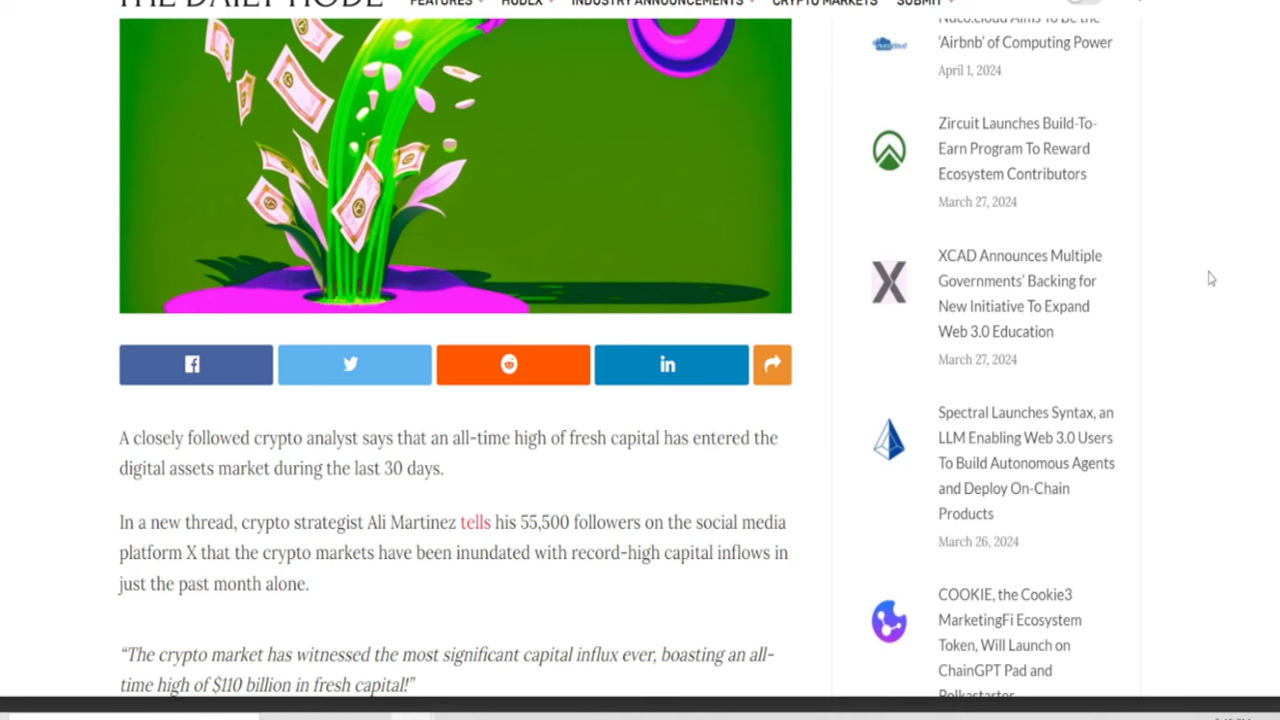 THE DAILY HODL
FEATURES
HODLX
INDUSTRY ANNOUNCEMENTS
CRYPTO MARKETS
SUBMIT
A closely followed crypto analyst says that an all-time high of fresh capital has entered the
digital assets market during the last 30 days.
In a new thread, crypto strategist Ali Martinez tells his 55,500 followers on the social media
platform X that the crypto markets have been inundated with record-high capital inflows in
just the past month alone.
“The crypto market has witnessed the most significant capital influx ever, boasting an all-
time high of $110 billion in fresh capital!”
Nuco.cloud Aims To Be the
‘Airbnb’ of Computing Power
April 1, 2024
Zircuit Launches Build-To-
Earn Program To Reward
Ecosystem Contributors
March 27, 2024
XCAD Announces Multiple
Governments’ Backing for
New Initiative To Expand
Web 3.0 Education
March 27, 2024
Spectral Launches Syntax, an
LLM Enabling Web 3.0 Users
To Build Autonomous Agents
and Deploy On-Chain
Products
March 26, 2024
COOKIE, the Cookie3
MarketingFi Ecosystem
Token, Will Launch on
ChainGPT Pad and
Polkastarter